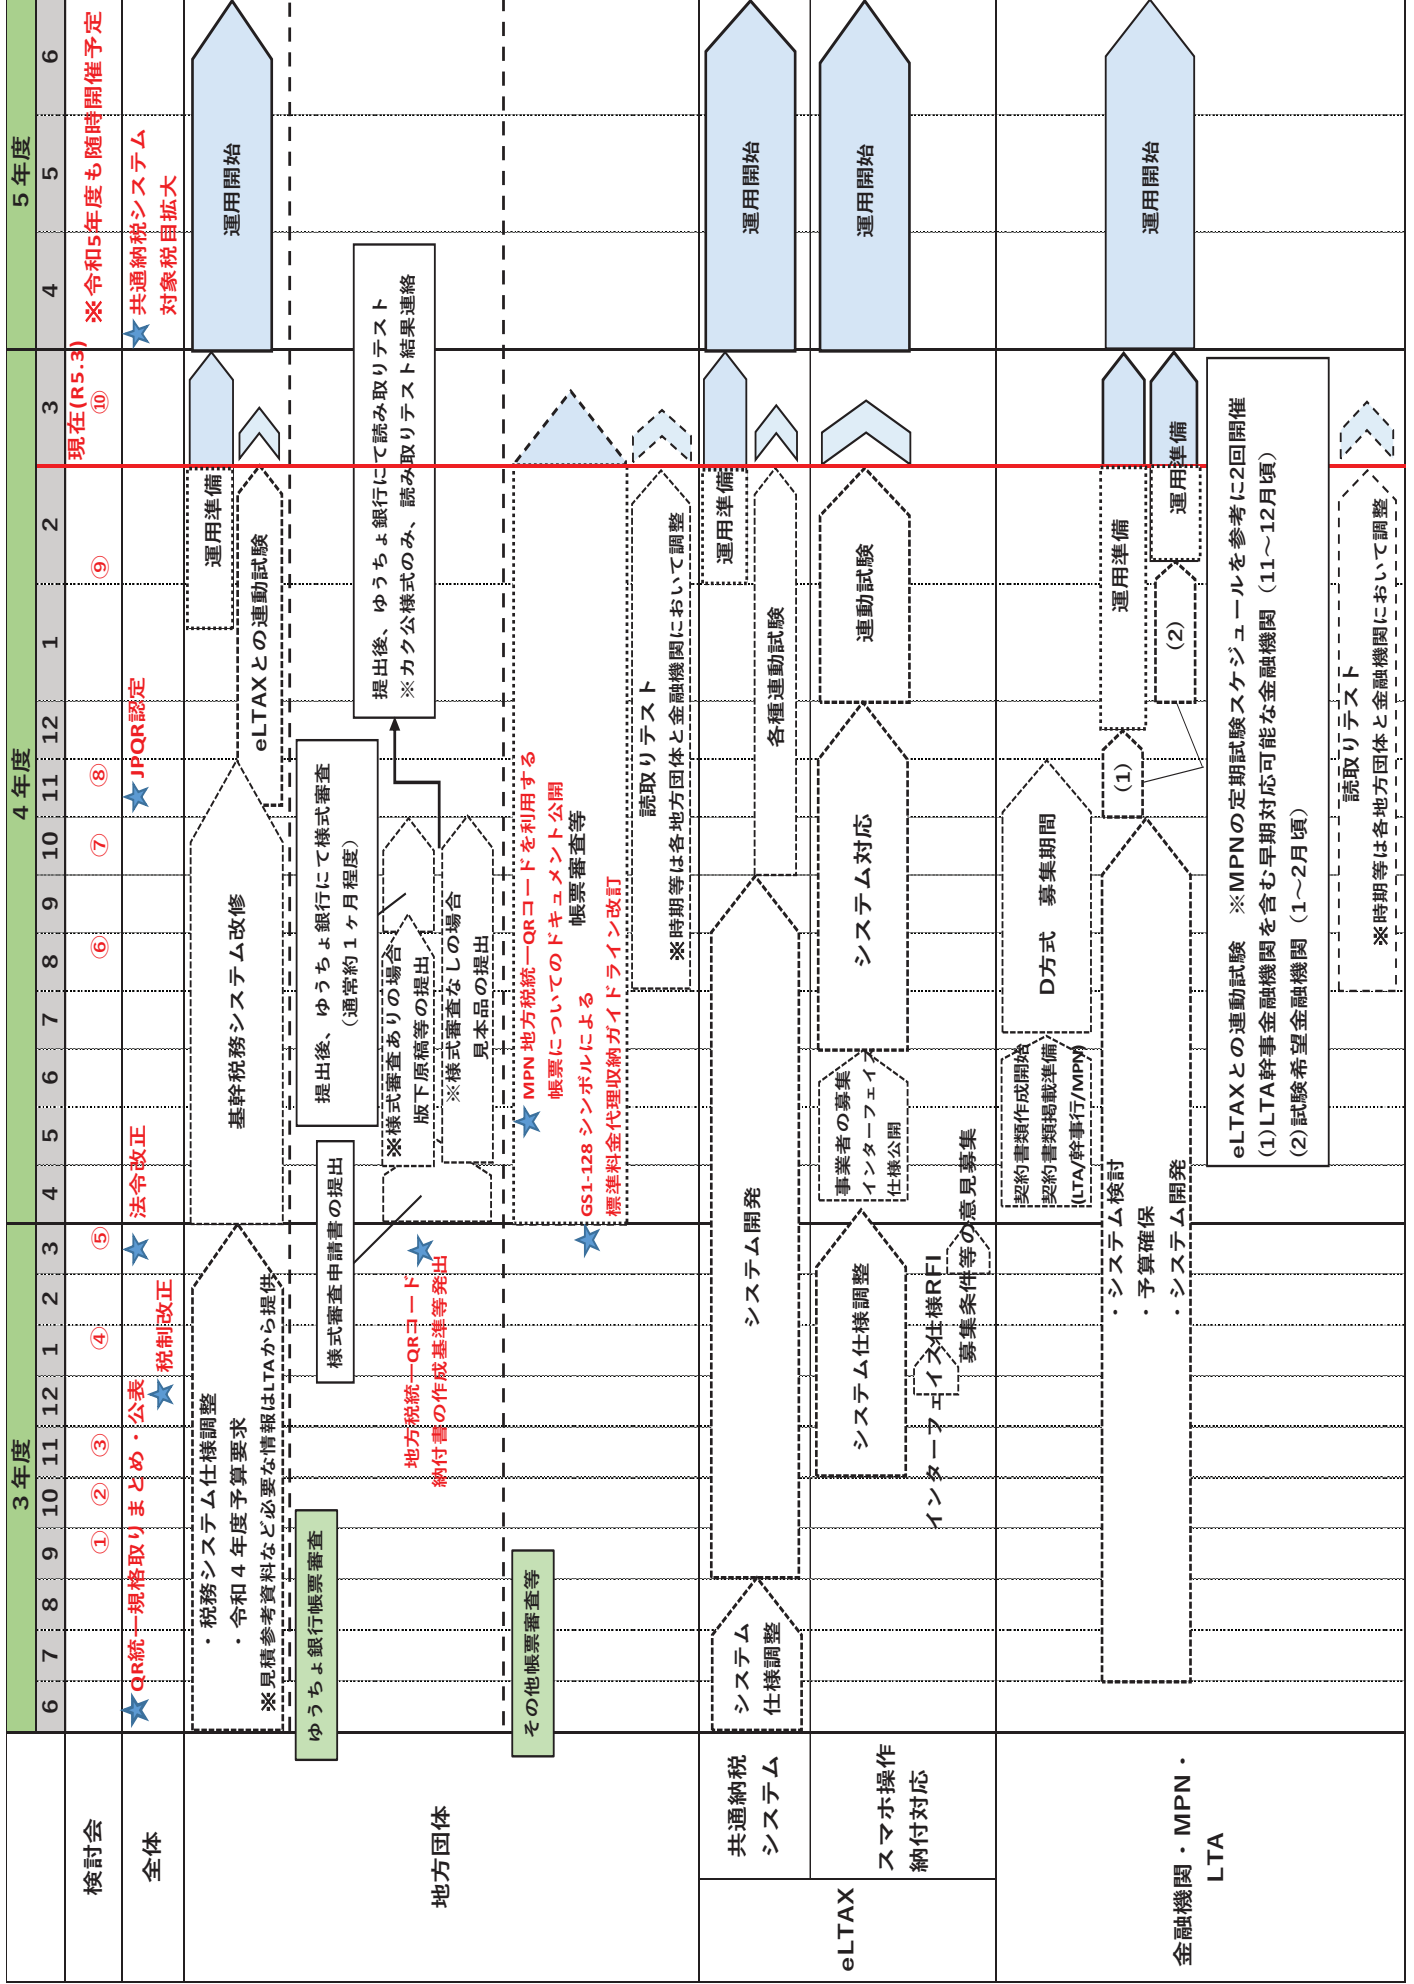 3年度
4年度
5年度
6 7 8 9 10 11 12 1 2 3 4 5 6 7 8 9 10 11 12 1 2 3 4 5 6
検討会
① ② ③ ④ ⑤ ⑥ ⑦ ⑧ ⑨ ⑩
現在(R5.3)
※令和5年度も随時開催予定
全体
QR統一規格取りまとめ・公表
税制改正
法令改正
JPQR認定
共通納税システム
対象税目拡大
地方団体
・税務システム仕様調整
・令和４年度予算要求
※見積参考資料など必要な情報はLTAから提供
基幹税務システム改修
eLTAXとの連動試験
運用準備
運用開始
ゆうちょ銀行帳票審査
様式審査申請書の提出
提出後、ゆうちょ銀行にて様式審査
（通常約１ヶ月程度）
提出後、ゆうちょ銀行にて読み取りテスト
※カク公様式のみ、読み取りテスト結果連絡
地方税統一QRコード
納付書の作成基準等発出
※様式審査ありの場合
版下原稿等の提出
※様式審査なしの場合
見本品の提出
その他帳票審査等
MPN 地方税統一QRコードを利用する
帳票についてのドキュメント公開
帳票審査等
GS1-128 シンボルによる
標準料金代理収納ガイドライン改訂
読取りテスト
※時期等は各地方団体と金融機関において調整
eLTAX
共通納税
システム
システム
仕様調整
システム開発
各種連動試験
運用準備
運用開始
スマホ操作
納付対応
システム仕様調整
事業者の募集
インターフェイス
仕様公開
システム対応
連動試験
運用開始
インターフェイス仕様RFI
募集条件等の意見募集
金融機関・MPN・
LTA
契約書類作成開始
契約書類掲載準備
(LTA/幹事行/MPN)
D方式　募集期間
・システム検討
・予算確保
・システム開発
(1)
運用準備
(2)
運用準備
運用開始
eLTAXとの連動試験　※MPNの定期試験スケジュールを参考に2回開催
(1)LTA幹事金融機関を含む早期対応可能な金融機関（11～12月頃）
(2)試験希望金融機関（1～2月頃）
読取りテスト
※時期等は各地方団体と金融機関において調整